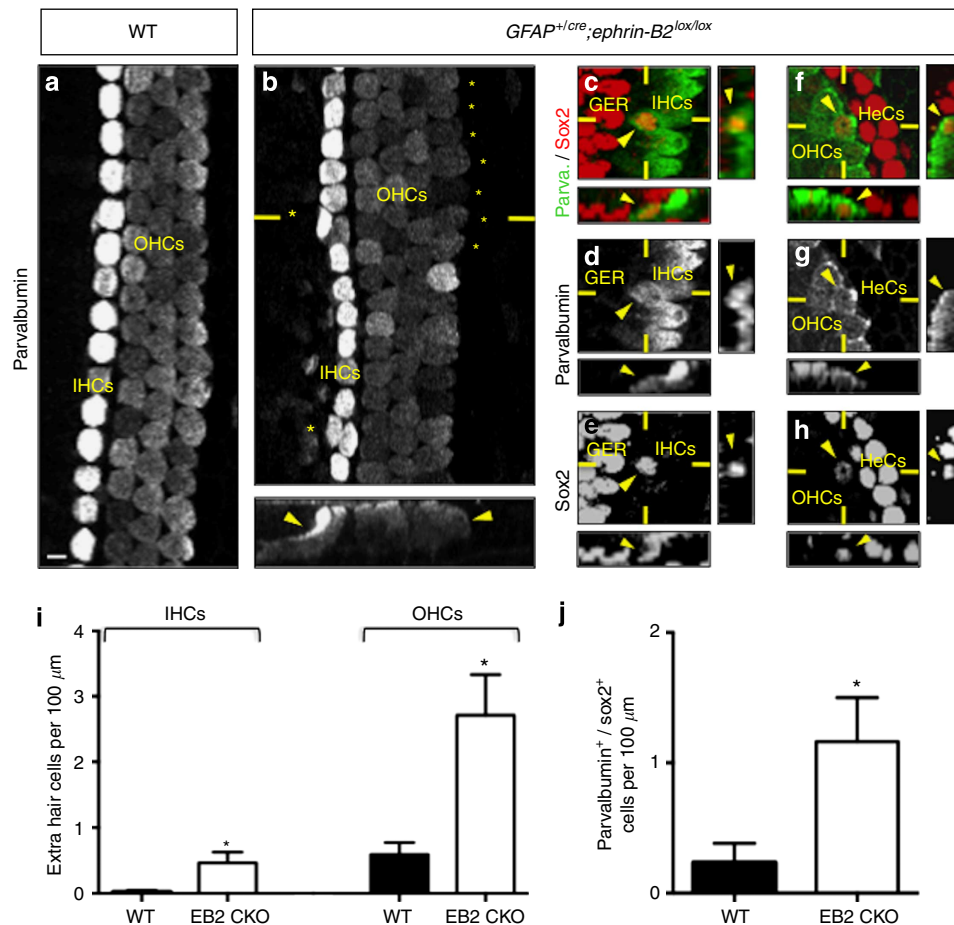 WT
GFAP+/cre;ephrin-B2lox/lox
Parvalbumin
a
OHCs
IHCs
b
*
*
*
*
*
*
*
*
*
OHCs
IHCs
Parva. / Sox2
c
GER
IHCs
f
HeCs
OHCs
Parvalbumin
d
GER
IHCs
g
HeCs
OHCs
Sox2
e
GER
IHCs
h
HeCs
OHCs
i
IHCs
OHCs
Extra hair cells per 100 μm
4
3
2
1
0
*
*
WT
EB2 CKO
WT
EB2 CKO
j
Parvalbumin+ / sox2+
cells per 100 μm
2
1
0
*
WT
EB2 CKO